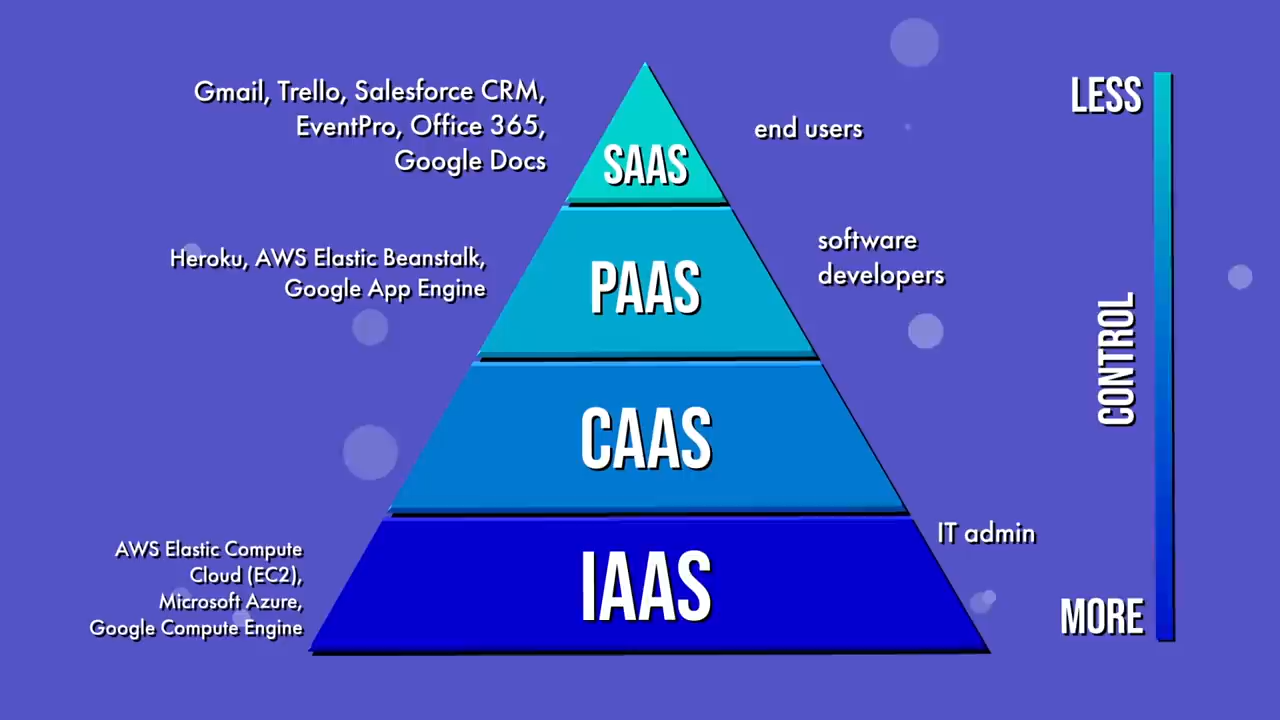 Gmail, Trello, Salesforce CRM,
EventPro, Office 365,
Google Docs
SAAS
end users
LESS
Heroku, AWS Elastic Beanstalk,
Google App Engine
PAAS
software
developers
CONTROL
CAAS
AWS Elastic Compute
Cloud (EC2),
Microsoft Azure,
Google Compute Engine
IAAS
IT admin
MORE